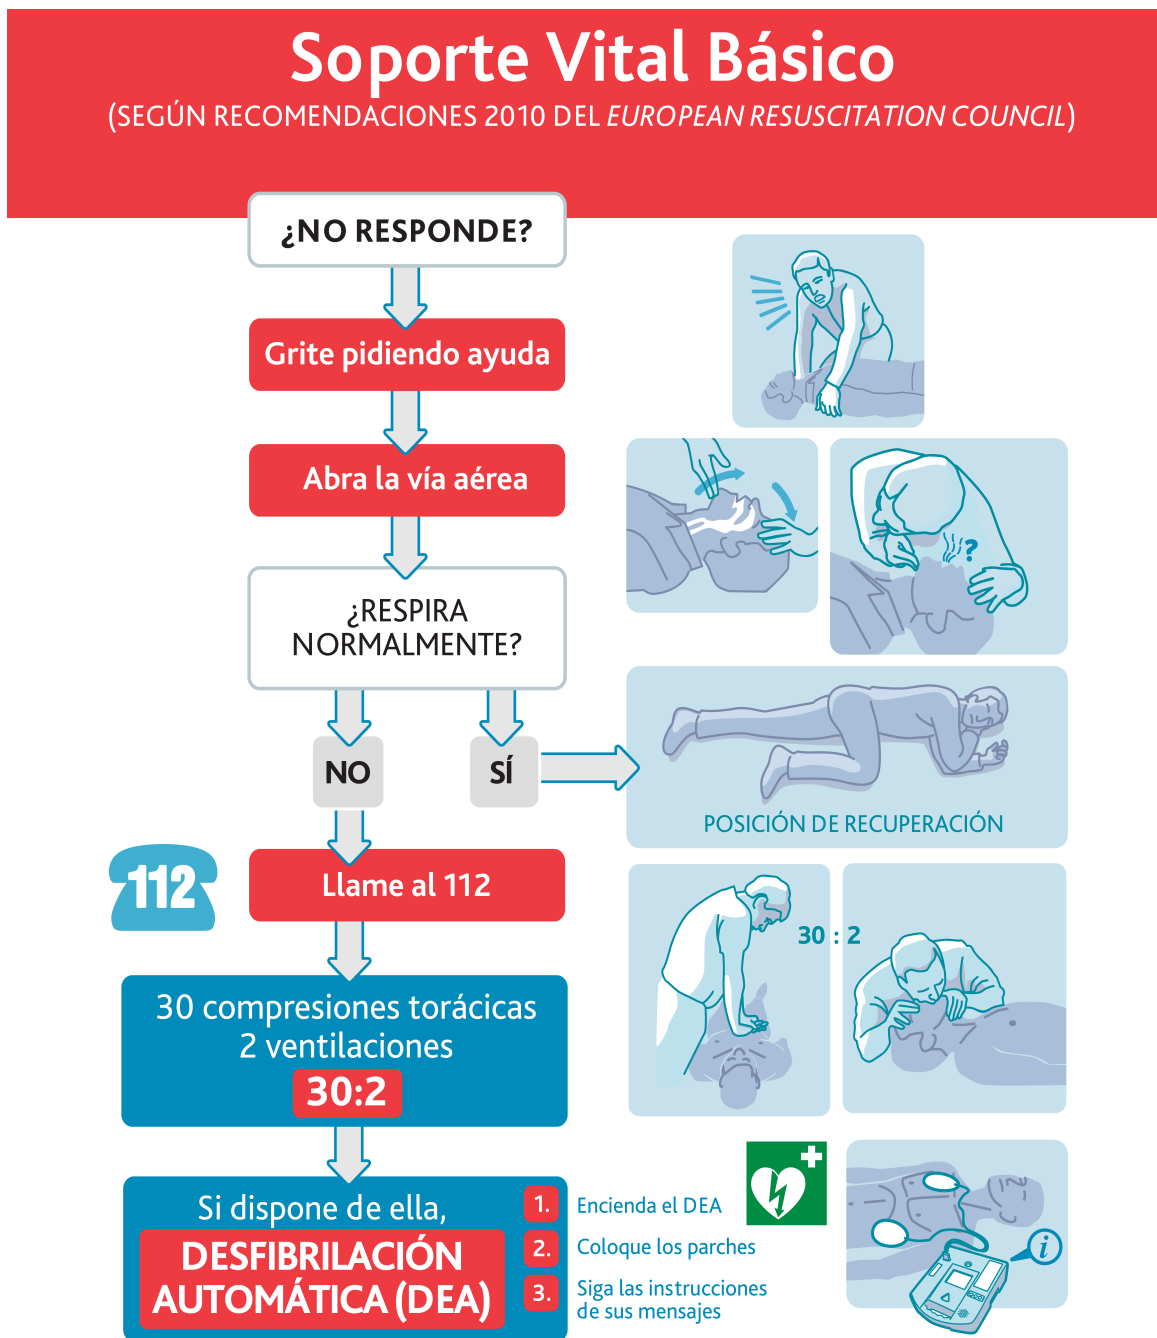 Soporte Vital Básico
(SEGÚN RECOMENDACIONES 2010 DEL EUROPEAN RESUSCITATION COUNCIL)
¿NO RESPONDE?
Grite pidiendo ayuda
Abra la vía aérea
?
¿RESPIRA
NORMALMENTE?
NO
SÍ
POSICIÓN DE RECUPERACIÓN
112
Llame al 112
30 : 2
30 compresiones torácicas
2 ventilaciones
30:2
Si dispone de ella,
DESFIBRILACIÓN
AUTOMÁTICA (DEA)
1. Encienda el DEA
2. Coloque los parches
3. Siga las instrucciones
de sus mensajes
i